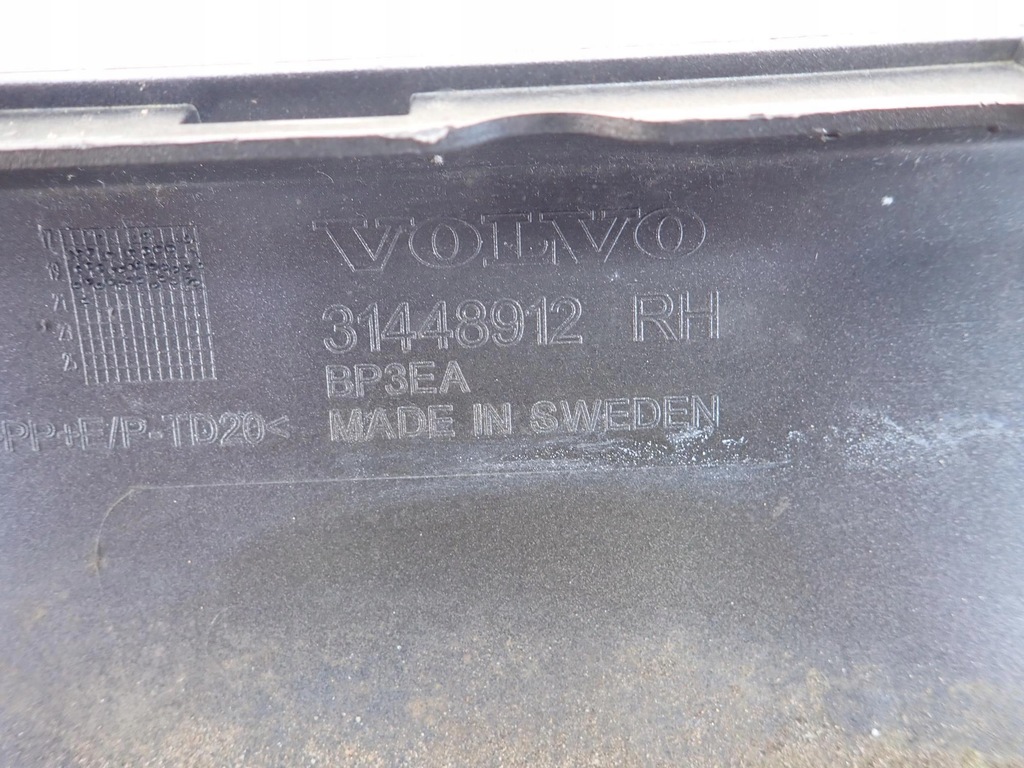 VOLVO
31448912 RH
BP3EA
PP+E/P-TD20< MADE IN SWEDEN